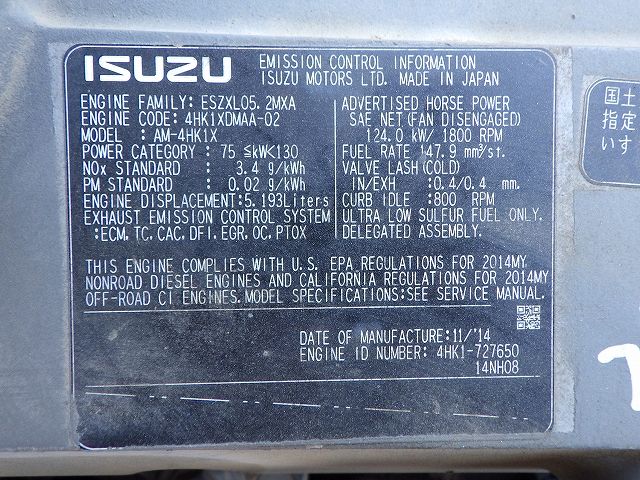 ISUZU
EMISSION CONTROL INFORMATION
ISUZU MOTORS LTD. MADE IN JAPAN
ENGINE FAMILY: ESZXL05.2MXA
ENGINE CODE: 4HK1XDMAA-02
MODEL : AM-4HK1X
POWER CATEGORY : 75 ≦kW<130
NOx STANDARD : 3.4 g/kWh
PM STANDARD : 0.02 g/kWh
ENGINE DISPLACEMENT:5.193Liters
EXHAUST EMISSION CONTROL SYSTEM
:ECM, TC, CAC, DFI, EGR, OC, PTOX
ADVERTISED HORSE POWER
SAE NET(FAN DISENGAGED)
124.0 kW/ 1800 RPM
FUEL RATE 147.9 mm³/st.
VALVE LASH(COLD)
IN/EXH :0.4/0.4 mm.
CURB IDLE :800 RPM
ULTRA LOW SULFUR FUEL ONLY.
DELEGATED ASSEMBLY.
THIS ENGINE COMPLIES WITH U.S. EPA REGULATIONS FOR 2014MY
NONROAD DIESEL ENGINES AND CALIFORNIA REGULATIONS FOR 2014MY
OFF-ROAD CI ENGINES. MODEL SPECIFICATIONS:SEE SERVICE MANUAL.
DATE OF MANUFACTURE:11/'14
ENGINE ID NUMBER: 4HK1-727650
14NH08
国土
指定
いす